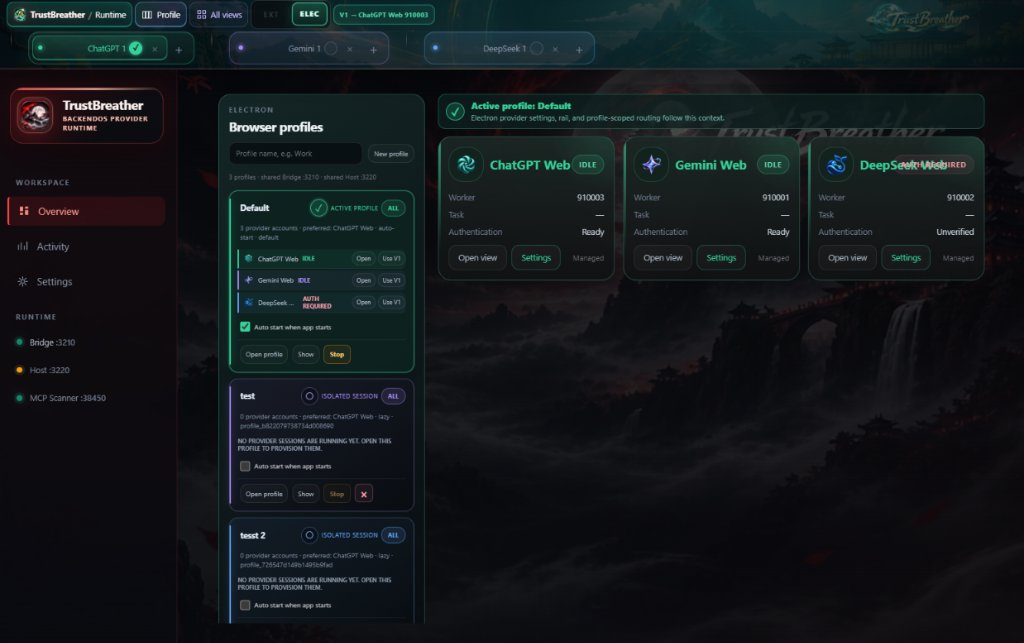 TrustBreather / Runtime
Profile
All views
EXT
ELEC
V1 — ChatGPT Web 910003
TrustBreather
ChatGPT 1
Gemini 1
DeepSeek 1
TrustBreather
BACKENDOS PROVIDER
RUNTIME
WORKSPACE
Overview
Activity
Settings
RUNTIME
Bridge :3210
Host :3220
MCP Scanner :38450
ELECTRON
Browser profiles
Profile name, e.g. Work
New profile
3 profiles · shared Bridge :3210 · shared Host :3220
Default
ACTIVE PROFILE
ALL
3 provider accounts · preferred: ChatGPT Web · auto-
start · default
ChatGPT Web IDLE Open Use V1
Gemini Web IDLE Open Use V1
DeepSeek ... AUTH REQUIRED Open Use V1
Auto start when app starts
Open profile Show Stop
test
ISOLATED SESSION
ALL
0 provider accounts · preferred: ChatGPT Web · lazy ·
profile_b822079738734d008690
NO PROVIDER SESSIONS ARE RUNNING YET. OPEN THIS
PROFILE TO PROVISION THEM.
Auto start when app starts
Open profile Show Stop
tesst 2
ISOLATED SESSION
ALL
0 provider accounts · preferred: ChatGPT Web · lazy ·
profile_726547d149b1495b9fad
NO PROVIDER SESSIONS ARE RUNNING YET. OPEN THIS
PROFILE TO PROVISION THEM.
Auto start when app starts
Active profile: Default
Electron provider settings, rail, and profile-scoped routing follow this context.
TrustBreather
ChatGPT Web IDLE
Worker 910003
Task —
Authentication Ready
Open view Settings Managed
Gemini Web IDLE
Worker 910001
Task —
Authentication Ready
Open view Settings Managed
DeepSeek Web AUTH REQUIRED
Worker 910002
Task —
Authentication Unverified
Open view Settings Managed